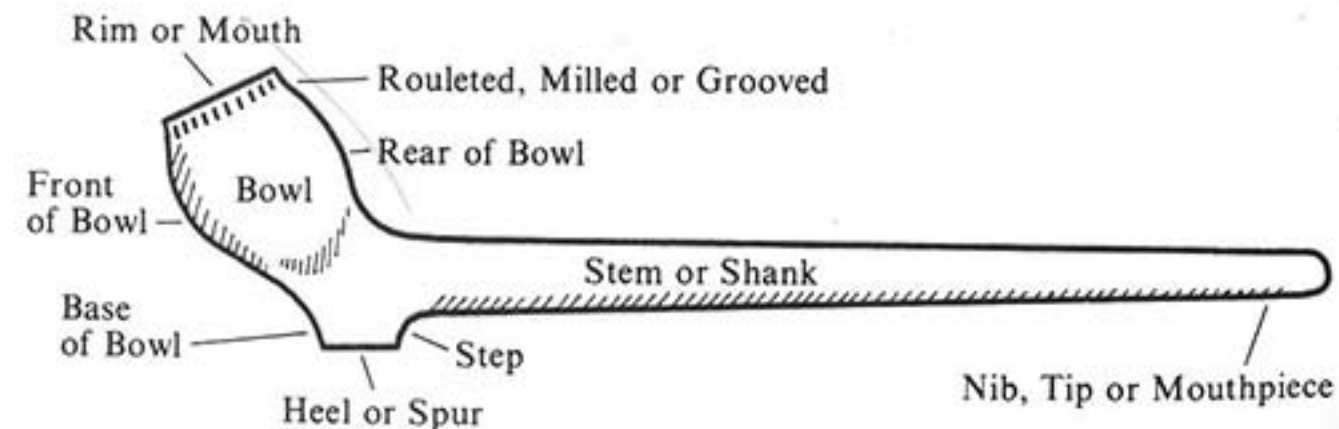 Rim or Mouth
Rouleted, Milled or Grooved
Rear of Bowl
Front
of Bowl
Bowl
Stem or Shank
Base
of Bowl
Step
Heel or Spur
Nib, Tip or Mouthpiece